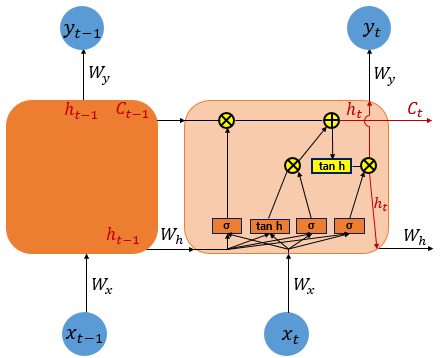 y_{t-1} y_t
W_y W_y
h_{t-1} C_{t-1} h_t C_t
tan h
h_t
σ tan h σ σ
h_{t-1} W_h W_h
W_x W_x
x_{t-1} x_t